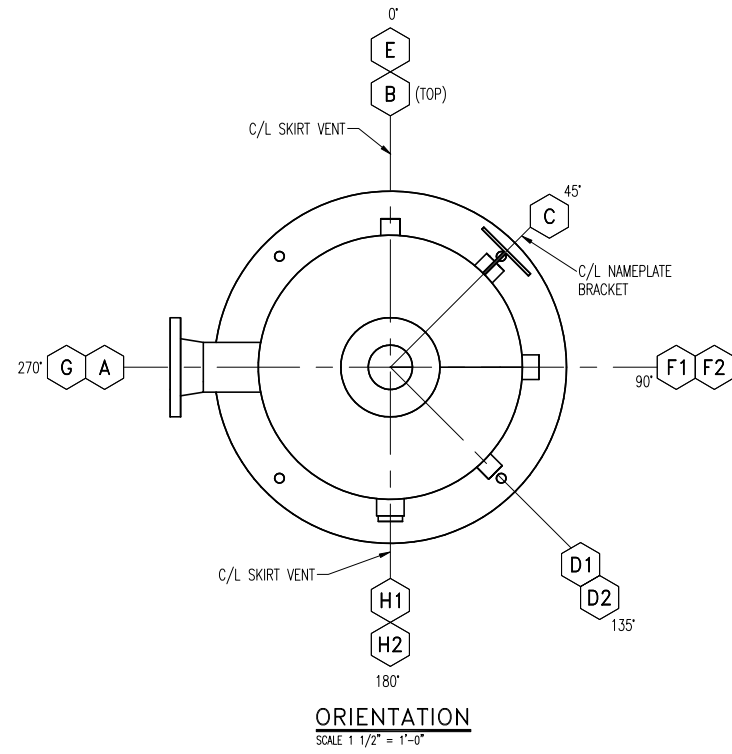 0°
E
B (TOP)
C/L SKIRT VENT
45°
C
C/L NAMEPLATE
BRACKET
270° G A
F1 F2
90°
D1
D2
135°
C/L SKIRT VENT
H1
H2
180°
ORIENTATION
SCALE 1 1/2" = 1'-0"